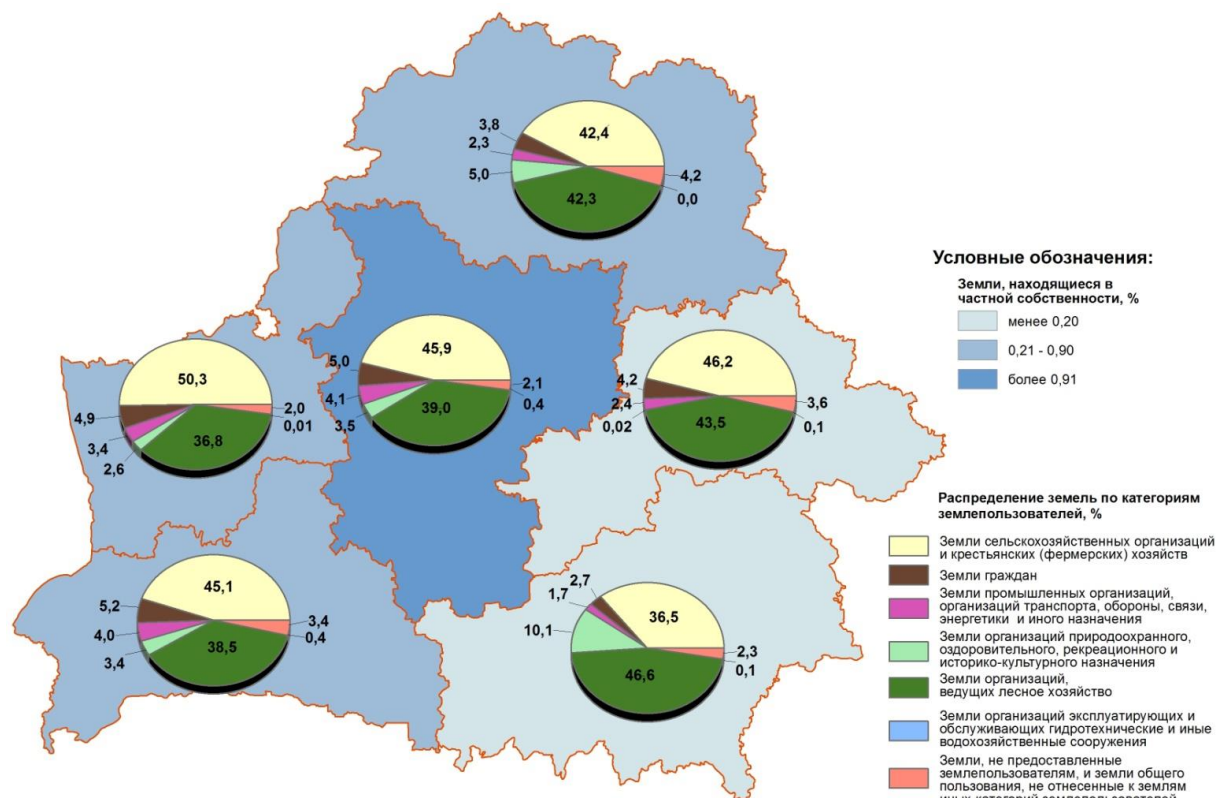 3,8
42,4
2,3
5,0
4,2
42,3
0,0
Условные обозначения:
Земли, находящиеся в
частной собственности, %
менее 0,20
0,21 - 0,90
более 0,91
50,3
4,9
2,0
3,4
0,01
36,8
2,6
5,0
45,9
4,1
2,1
39,0
0,4
3,5
46,2
4,2
2,4
3,6
0,02
43,5
0,1
45,1
5,2
3,4
4,0
0,4
38,5
3,4
2,7
1,7
36,5
10,1
2,3
46,6
0,1
Распределение земель по категориям
землепользователей, %
Земли сельскохозяйственных организаций
и крестьянских (фермерских) хозяйств
Земли граждан
Земли промышленных организаций,
организаций транспорта, обороны, связи,
энергетики и иного назначения
Земли организаций природоохранного,
оздоровительного, рекреационного и
историко-культурного назначения
Земли организаций,
ведущих лесное хозяйство
Земли организаций эксплуатирующих и
обслуживающих гидротехнические и иные
водохозяйственные сооружения
Земли, не предоставленные
землепользователям, и земли общего
пользования, не отнесенные к землям
иных категорий землепользователей